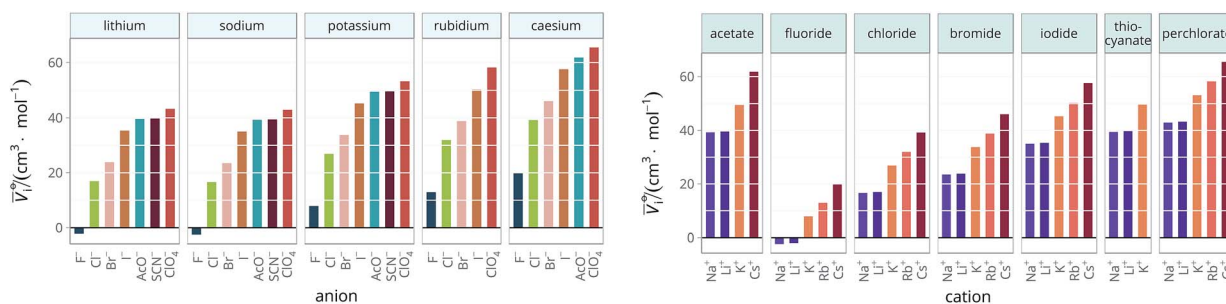 lithium
sodium
potassium
rubidium
caesium
V̅ᵢ°/(cm³· mol⁻¹)
60
40
20
0
F⁻ Cl⁻ Br⁻ I⁻ AcO⁻ SCN⁻ ClO₄⁻
F⁻ Cl⁻ Br⁻ I⁻ AcO⁻ SCN⁻ ClO₄⁻
F⁻ Cl⁻ Br⁻ I⁻ AcO⁻ SCN⁻ ClO₄⁻
F⁻ Cl⁻ Br⁻ I⁻ ClO₄⁻
F⁻ Cl⁻ Br⁻ I⁻ AcO⁻ ClO₄⁻
anion
acetate
fluoride
chloride
bromide
iodide
thio-
cyanate
perchlorate
V̅ᵢ°/(cm³· mol⁻¹)
60
40
20
0
Na⁺ Li⁺ K⁺ Cs⁺
Na⁺ Li⁺ K⁺ Rb⁺ Cs⁺
Na⁺ Li⁺ K⁺ Rb⁺ Cs⁺
Na⁺ Li⁺ K⁺ Rb⁺ Cs⁺
Na⁺ Li⁺ K⁺ Rb⁺ Cs⁺
Na⁺ Li⁺ K⁺
Na⁺ Li⁺ K⁺ Rb⁺ Cs⁺
cation